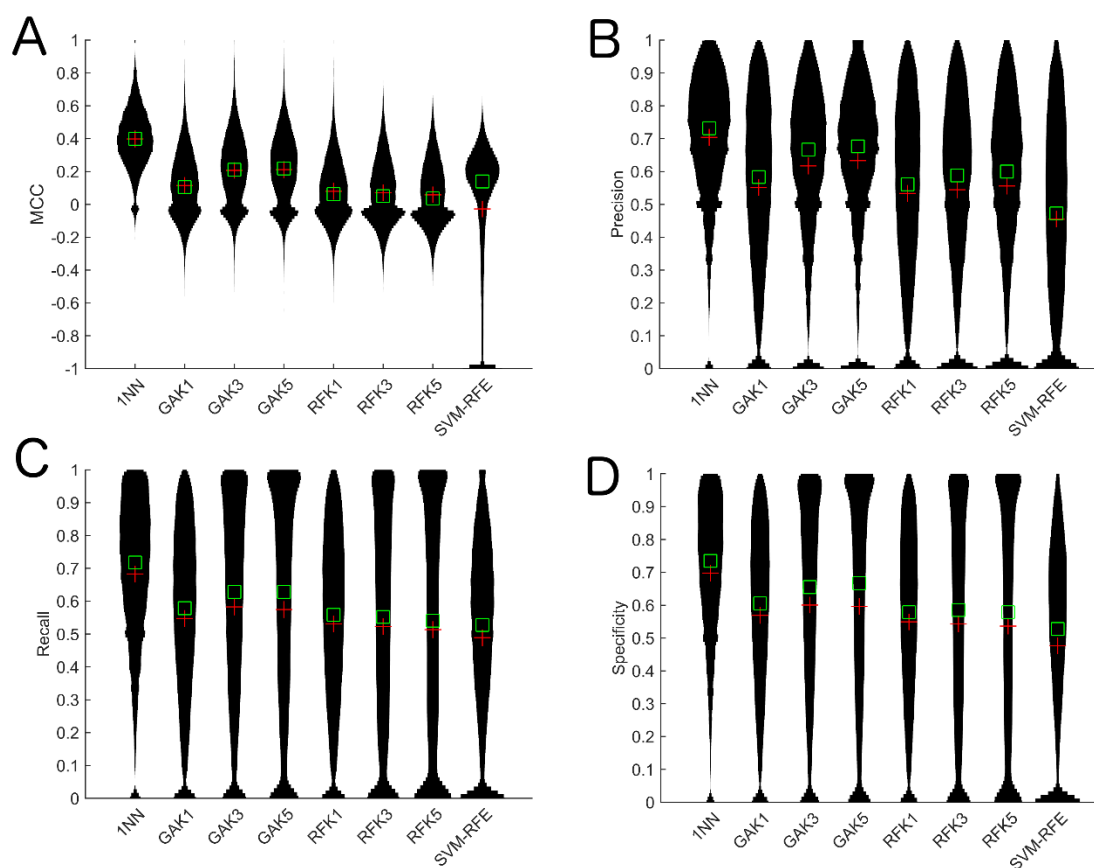 A
MCC
1
0.8
0.6
0.4
0.2
0
-0.2
-0.4
-0.6
-0.8
-1
1NN
GAK1
GAK3
GAK5
RFK1
RFK3
RFK5
SVM-RFE
B
Precision
1
0.9
0.8
0.7
0.6
0.5
0.4
0.3
0.2
0.1
0
1NN
GAK1
GAK3
GAK5
RFK1
RFK3
RFK5
SVM-RFE
C
Recall
1
0.9
0.8
0.7
0.6
0.5
0.4
0.3
0.2
0.1
0
1NN
GAK1
GAK3
GAK5
RFK1
RFK3
RFK5
SVM-RFE
D
Specificity
1
0.9
0.8
0.7
0.6
0.5
0.4
0.3
0.2
0.1
0
1NN
GAK1
GAK3
GAK5
RFK1
RFK3
RFK5
SVM-RFE